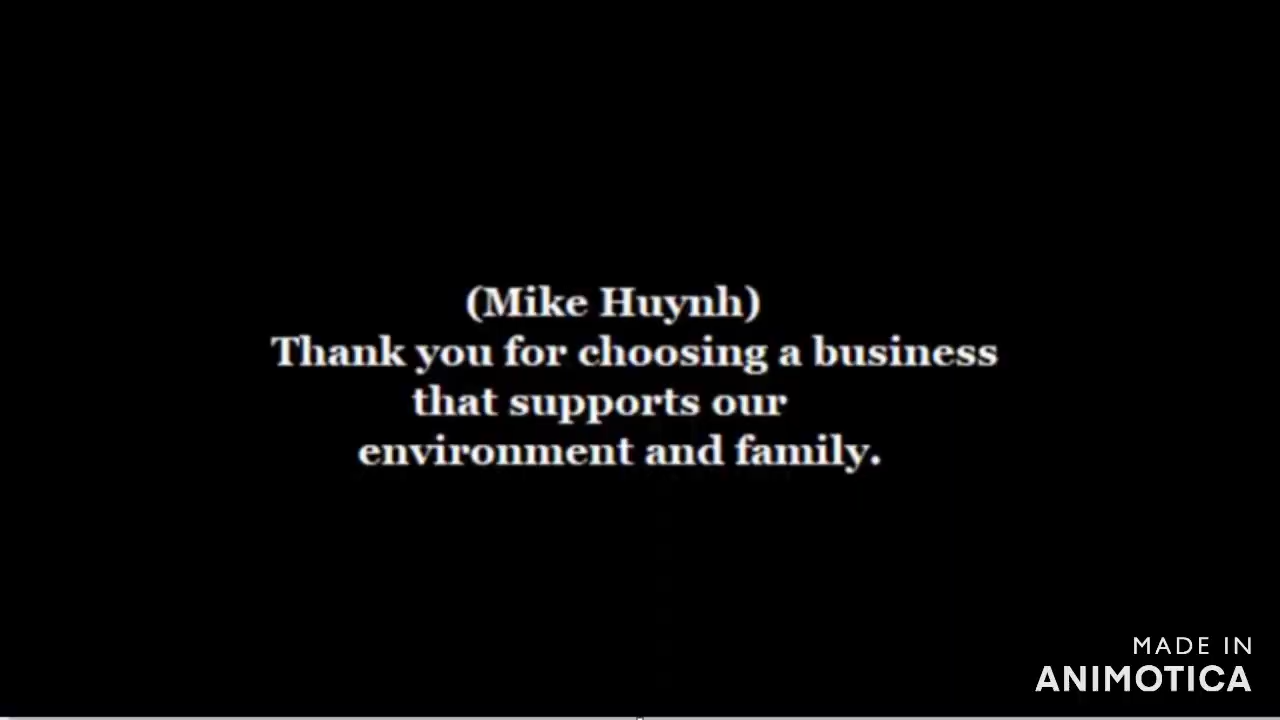 (Mike Huynh)
Thank you for choosing a business
that supports our
environment and family.
MADE IN
ANIMOTICA